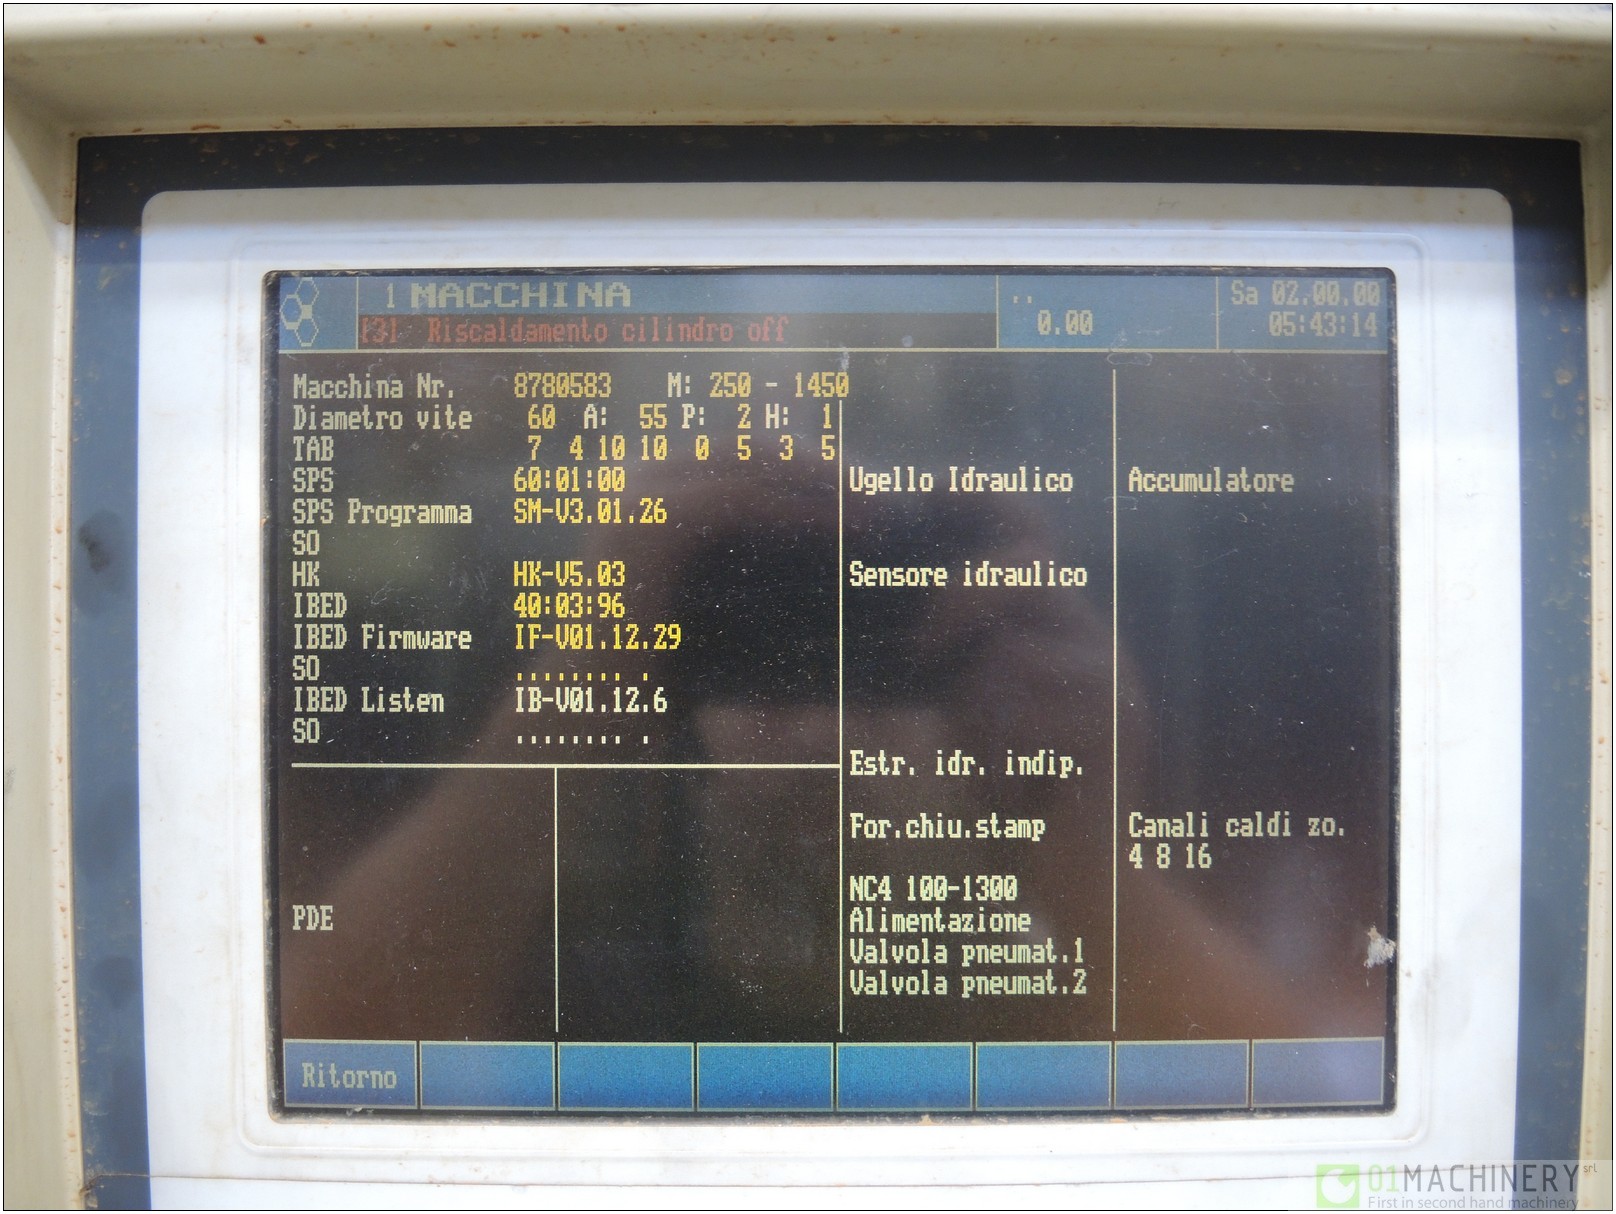 1 MACCHINA
[3] Riscaldamento cilindro off
0.00
Sa 02.00.00
05:43:14
Macchina Nr. 8780583 M: 250 - 1450
Diametro vite 60 A: 55 P: 2 H: 1
TAB 7 4 10 10 0 5 3 5
SPS 60:01:00
SPS Programma SM-V3.01.26
SO
HK HK-V5.03
IBED 40:03:96
IBED Firmware IF-V01.12.29
SO ........ .
IBED Listen IB-V01.12.6
SO ........ .
PDE
Ugello Idraulico
Sensore idraulico
Estr. idr. indip.
For.chiu.stamp
NC4 100-1300
Alimentazione
Valvola pneumat.1
Valvola pneumat.2
Accumulatore
Canali caldi zo.
4 8 16
Ritorno
01MACHINERY srl
First in second hand machinery